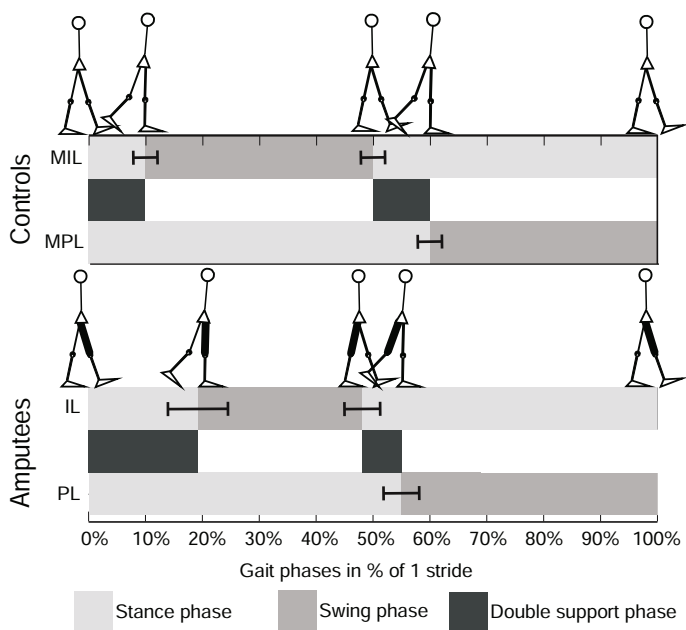 Controls
MIL
MPL
Amputees
IL
PL
0% 10% 20% 30% 40% 50% 60% 70% 80% 90% 100%
Gait phases in % of 1 stride
Stance phase Swing phase Double support phase